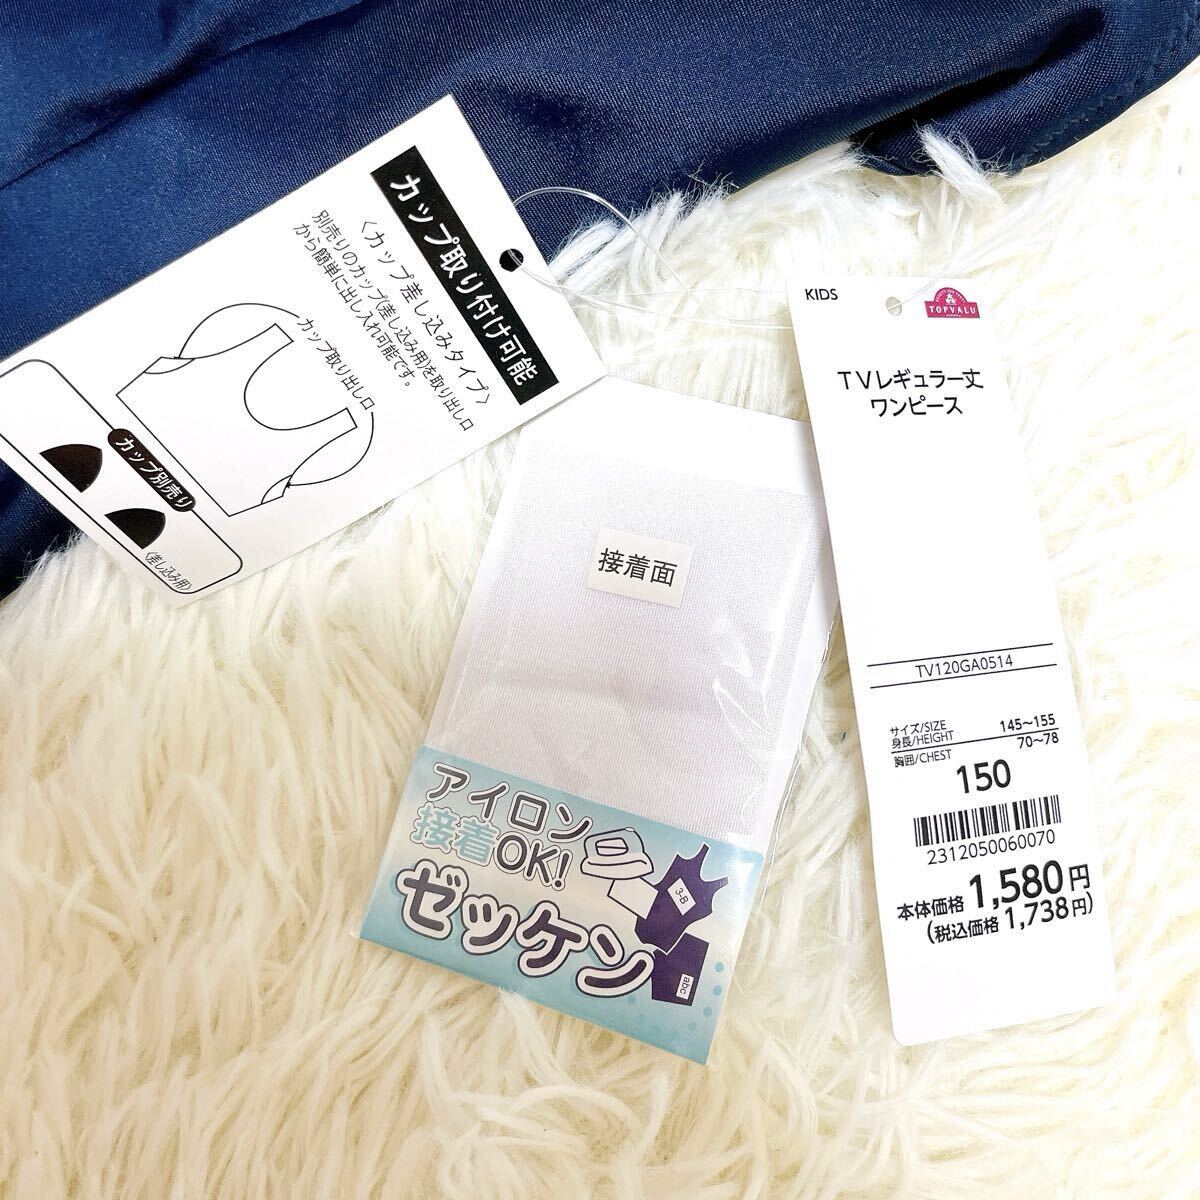 カップ取り付け可能
〈カップ差し込みタイプ〉
別売りのカップ(差し込み用)を取り出し口
から簡単に出し入れ可能です。
カップ取り出し口
カップ別売り
〈差し込み用〉
接着面
アイロン
接着OK!
ゼッケン
3-B
abc
KIDS
TOPVALU
TVレギュラー丈
ワンピース
TV120GA0514
サイズ/SIZE
身長/HEIGHT 145~155
胸囲/CHEST 70~78
150
2312050060070
本体価格 1,580円
(税込価格 1,738円)